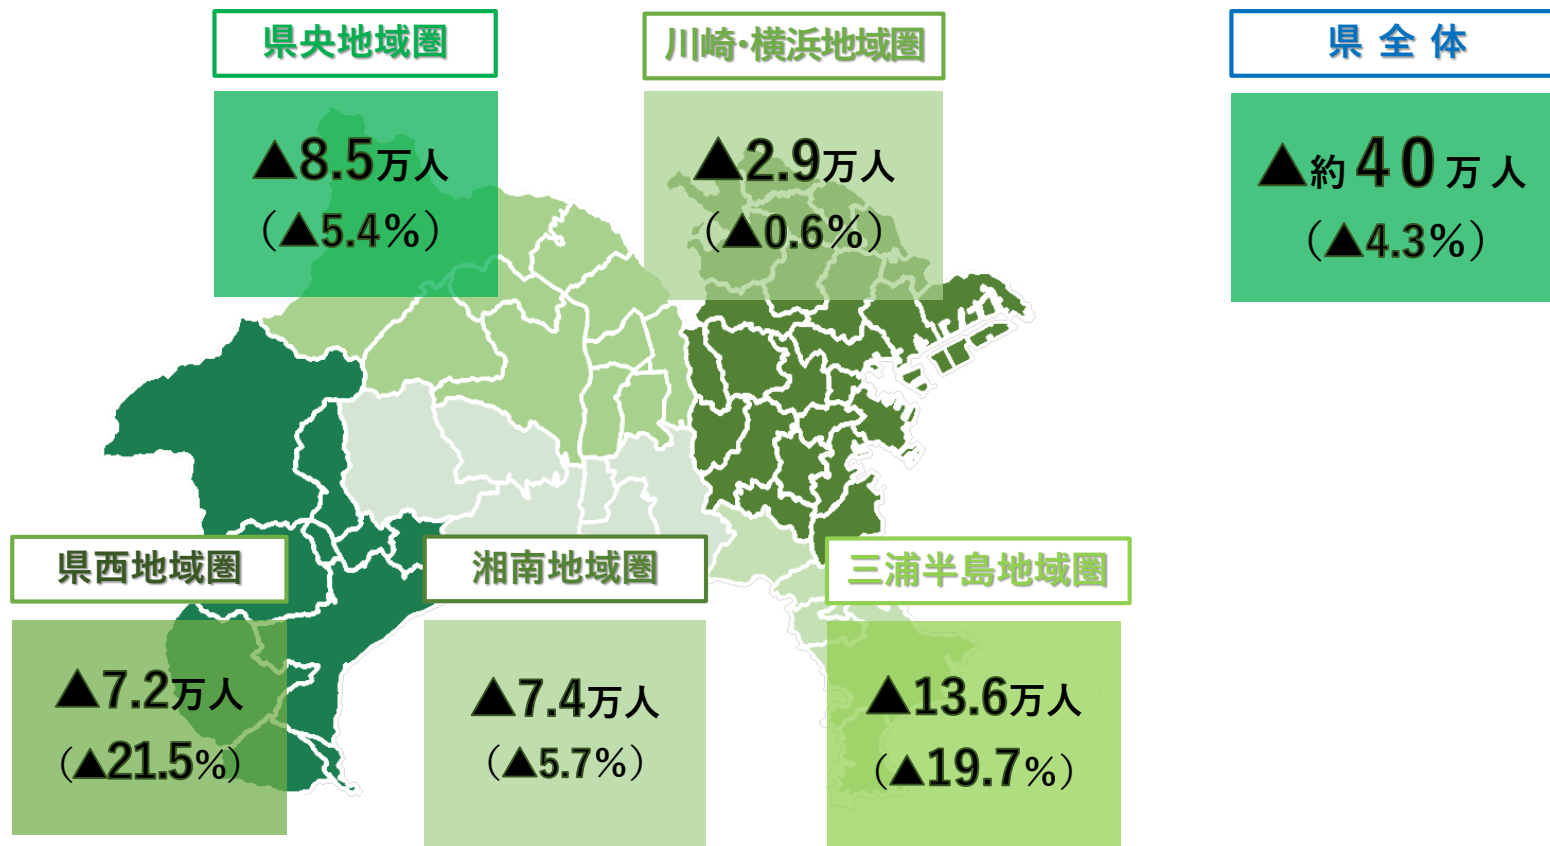 県央地域圏
▲8.5万人
（▲5.4％）
川崎・横浜地域圏
▲2.9万人
（▲0.6％）
県全体
▲約40万人
（▲4.3％）
県西地域圏
▲7.2万人
（▲21.5％）
湘南地域圏
▲7.4万人
（▲5.7％）
三浦半島地域圏
▲13.6万人
（▲19.7％）